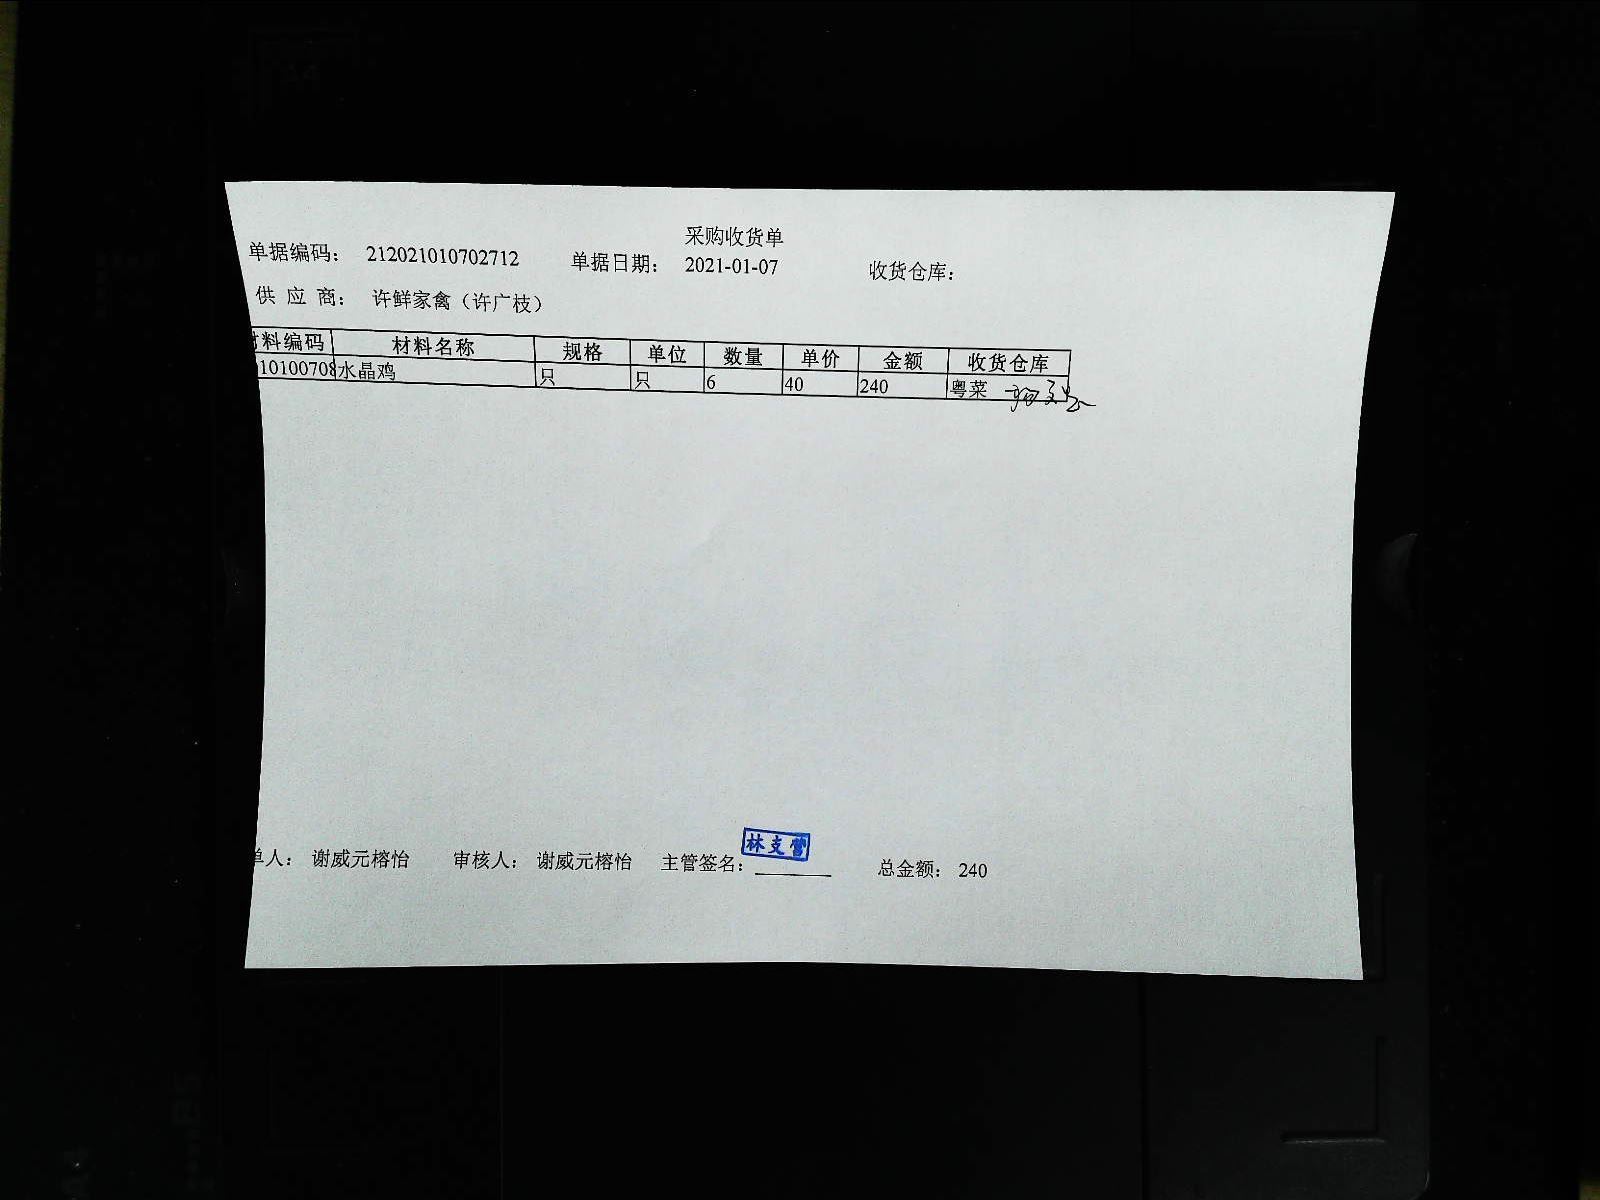 采购收货单
单据编码： 212021010702712 单据日期： 2021-01-07 收货仓库：
供 应 商： 许鲜家禽（许广枝）
材料编码 材料名称 规格 单位 数量 单价 金额 收货仓库
10100708 水晶鸡 只 只 6 40 240 粤菜
单人： 谢威元榕怡 审核人： 谢威元榕怡 主管签名： 林支营 总金额： 240